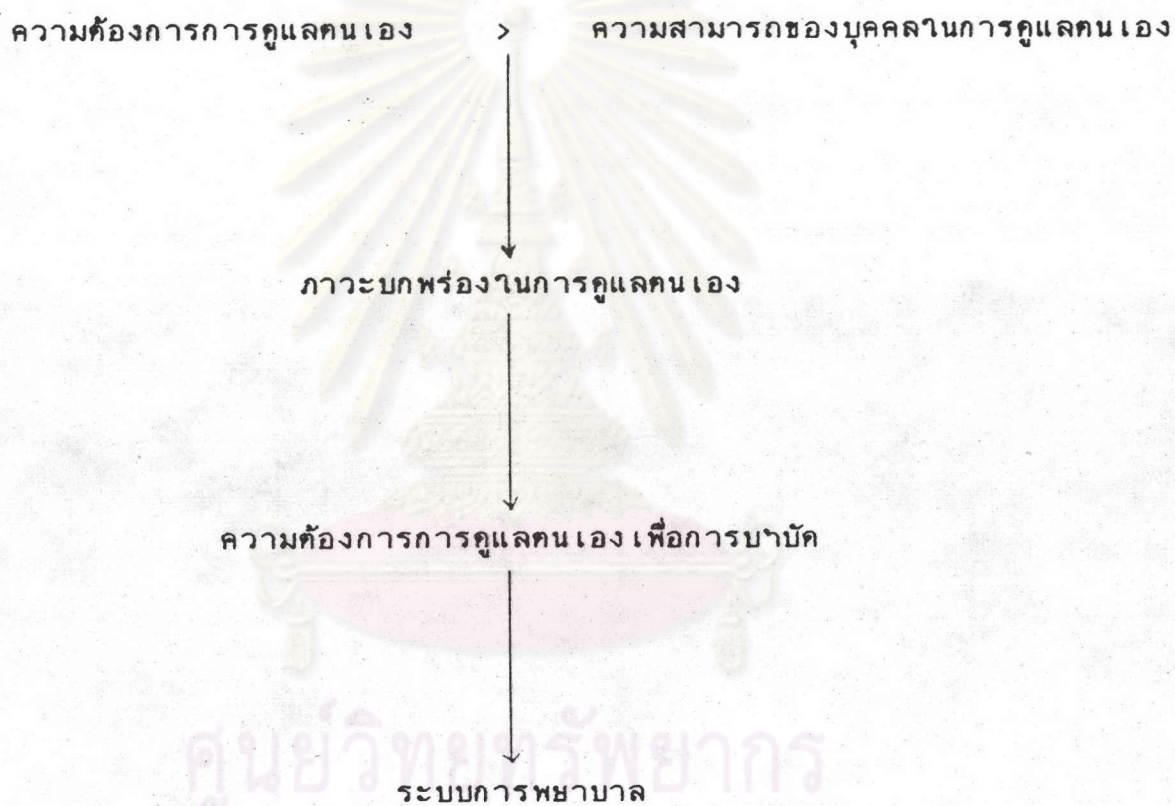 ความต้องการการดูแลตนเอง > ความสามารถของบุคคลในการดูแลตนเอง
ภาวะบกพร่องในการดูแลตนเอง
ความต้องการการดูแลตนเองเพื่อการบำบัด
ศูนย์วิทยทรัพยากร
ระบบการพยาบาล